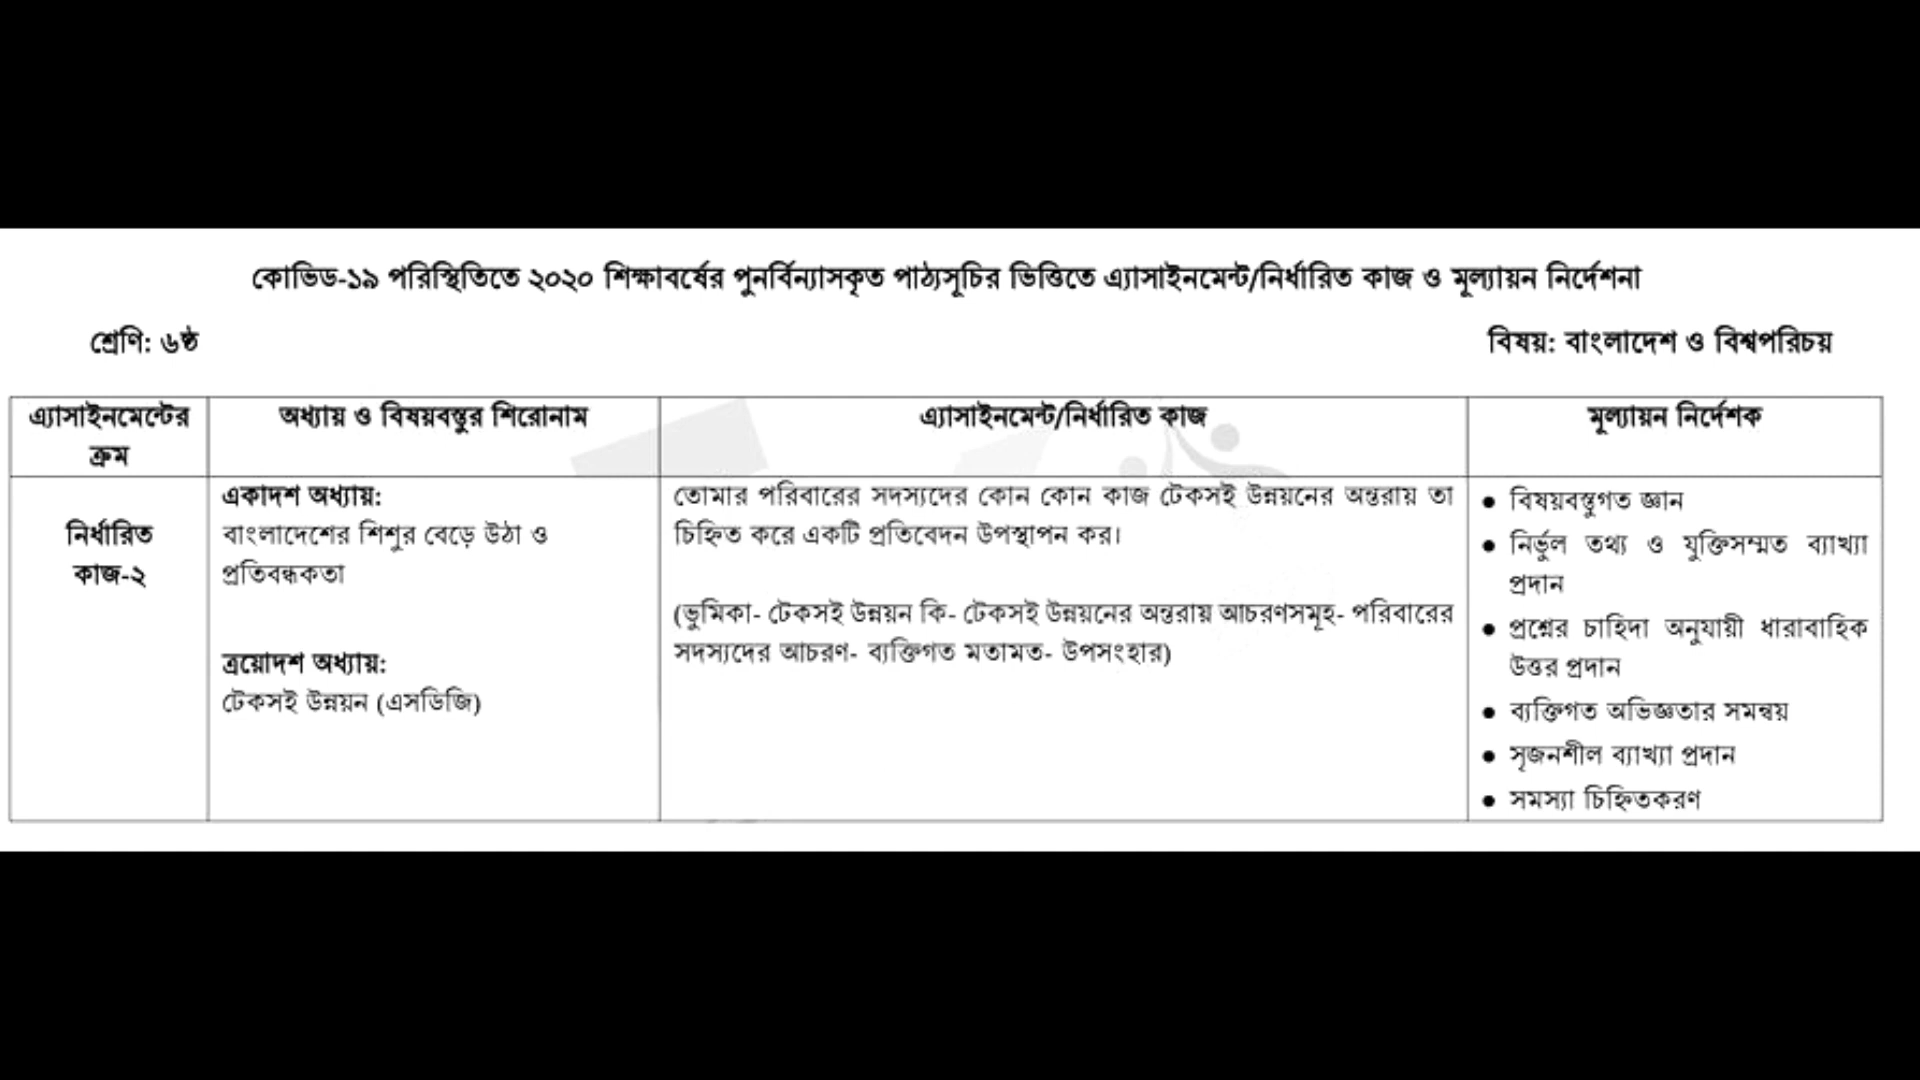 কোভিড-১৯ পরিস্থিতিতে ২০২০ শিক্ষাবর্ষের পুনর্বিন্যাসকৃত পাঠ্যসূচির ভিত্তিতে এ্যাসাইনমেন্ট/নির্ধারিত কাজ ও মূল্যায়ন নির্দেশনা
শ্রেণি: ৬ষ্ঠ
বিষয়: বাংলাদেশ ও বিশ্বপরিচয়
এ্যাসাইনমেন্টের
ক্রম
অধ্যায় ও বিষয়বস্তুর শিরোনাম
এ্যাসাইনমেন্ট/নির্ধারিত কাজ
মূল্যায়ন নির্দেশক
নির্ধারিত
কাজ-২
একাদশ অধ্যায়:
বাংলাদেশের শিশুর বেড়ে উঠা ও
প্রতিবন্ধকতা
ত্রয়োদশ অধ্যায়:
টেকসই উন্নয়ন (এসডিজি)
তোমার পরিবারের সদস্যদের কোন কোন কাজ টেকসই উন্নয়নের অন্তরায় তা
চিহ্নিত করে একটি প্রতিবেদন উপস্থাপন কর।
(ভুমিকা- টেকসই উন্নয়ন কি- টেকসই উন্নয়নের অন্তরায় আচরণসমূহ- পরিবারের
সদস্যদের আচরণ- ব্যক্তিগত মতামত- উপসংহার)
● বিষয়বস্তুগত জ্ঞান
● নির্ভুল তথ্য ও যুক্তিসম্মত ব্যাখ্যা
প্রদান
● প্রশ্নের চাহিদা অনুযায়ী ধারাবাহিক
উত্তর প্রদান
● ব্যক্তিগত অভিজ্ঞতার সমন্বয়
● সৃজনশীল ব্যাখ্যা প্রদান
● সমস্যা চিহ্নিতকরণ